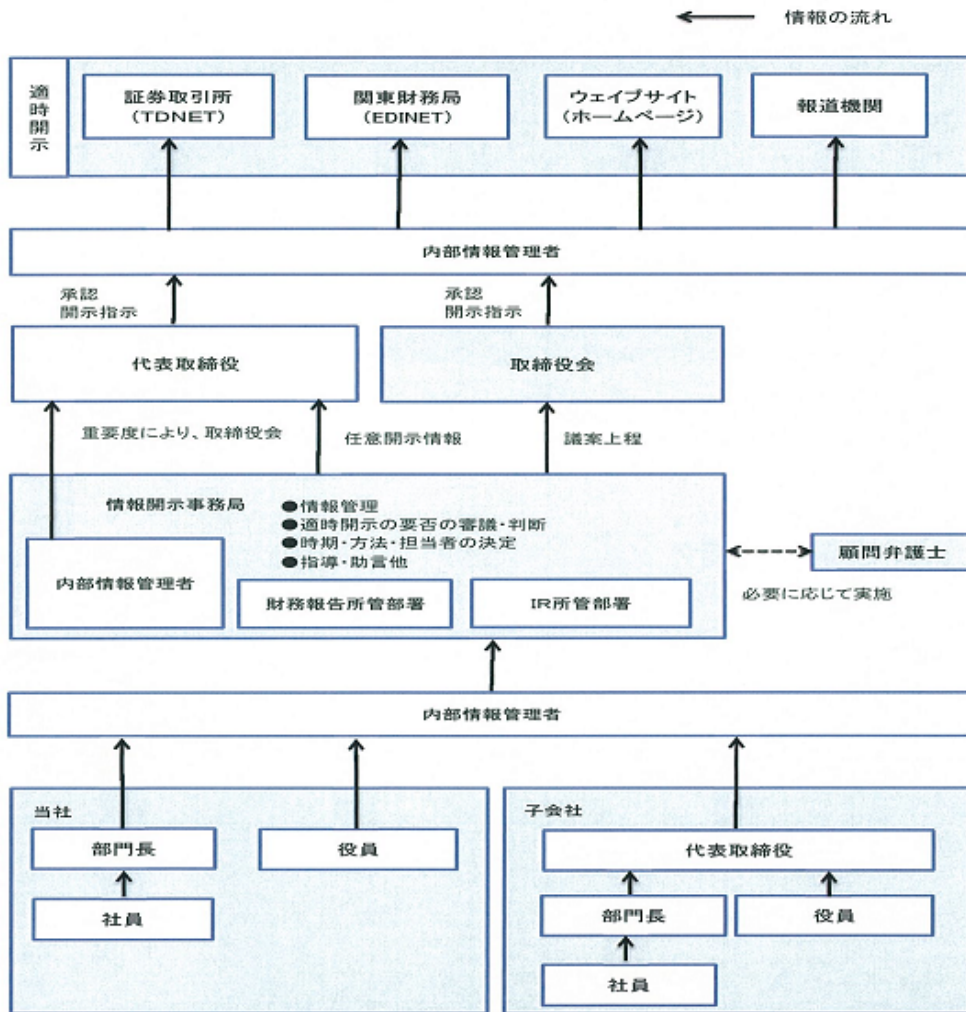 情報の流れ
適時開示
証券取引所
(TDNET)
関東財務局
(EDINET)
ウェイブサイト
(ホームページ)
報道機関
内部情報管理者
承認
開示指示
承認
開示指示
代表取締役
取締役会
重要度により、取締役会
任意開示情報
議案上程
情報開示事務局
●情報管理
●適時開示の要否の審議・判断
●時期・方法・担当者の決定
●指導・助言他
内部情報管理者
財務報告所管部署
IR所管部署
顧問弁護士
必要に応じて実施
内部情報管理者
当社
部門長
役員
社員
子会社
代表取締役
部門長
役員
社員